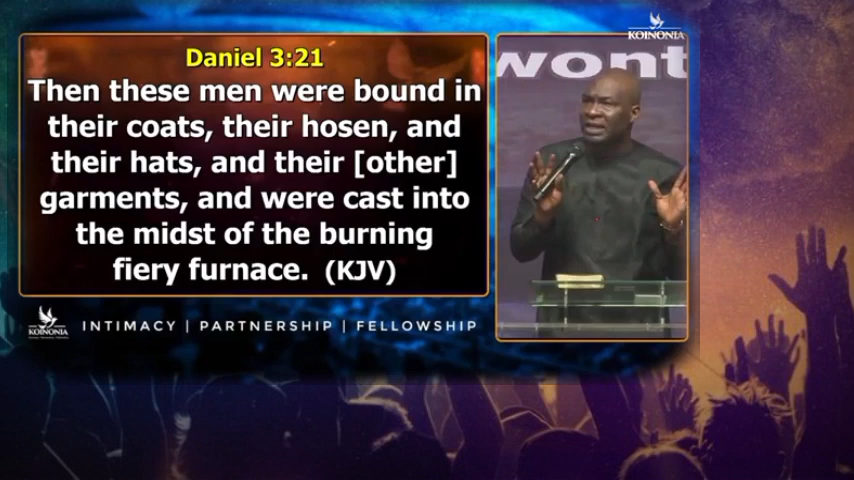 KOINONIA
Daniel 3:21
Then these men were bound in
their coats, their hosen, and
their hats, and their [other]
garments, and were cast into
the midst of the burning
fiery furnace. (KJV)
wont
KOINONIA
INTIMACY | PARTNERSHIP | FELLOWSHIP